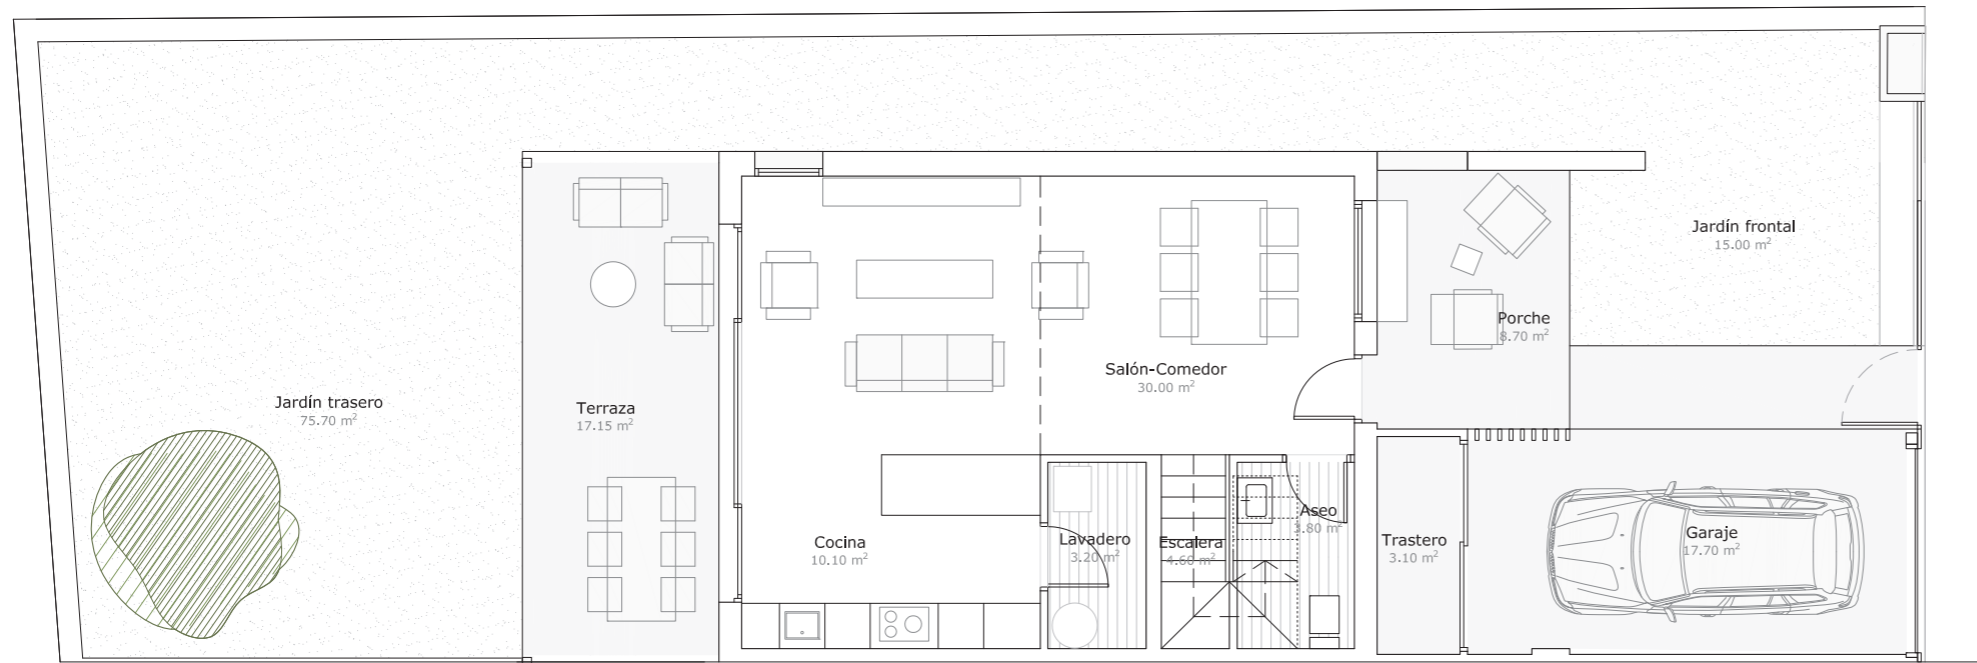 Jardín frontal
15.00 m²
Porche
8.70 m²
Salón-Comedor
30.00 m²
Jardín trasero
75.70 m²
Terraza
17.15 m²
Cocina
10.10 m²
Lavadero
3.20 m²
Escalera
4.60 m²
Aseo
3.80 m²
Trastero
3.10 m²
Garaje
17.70 m²